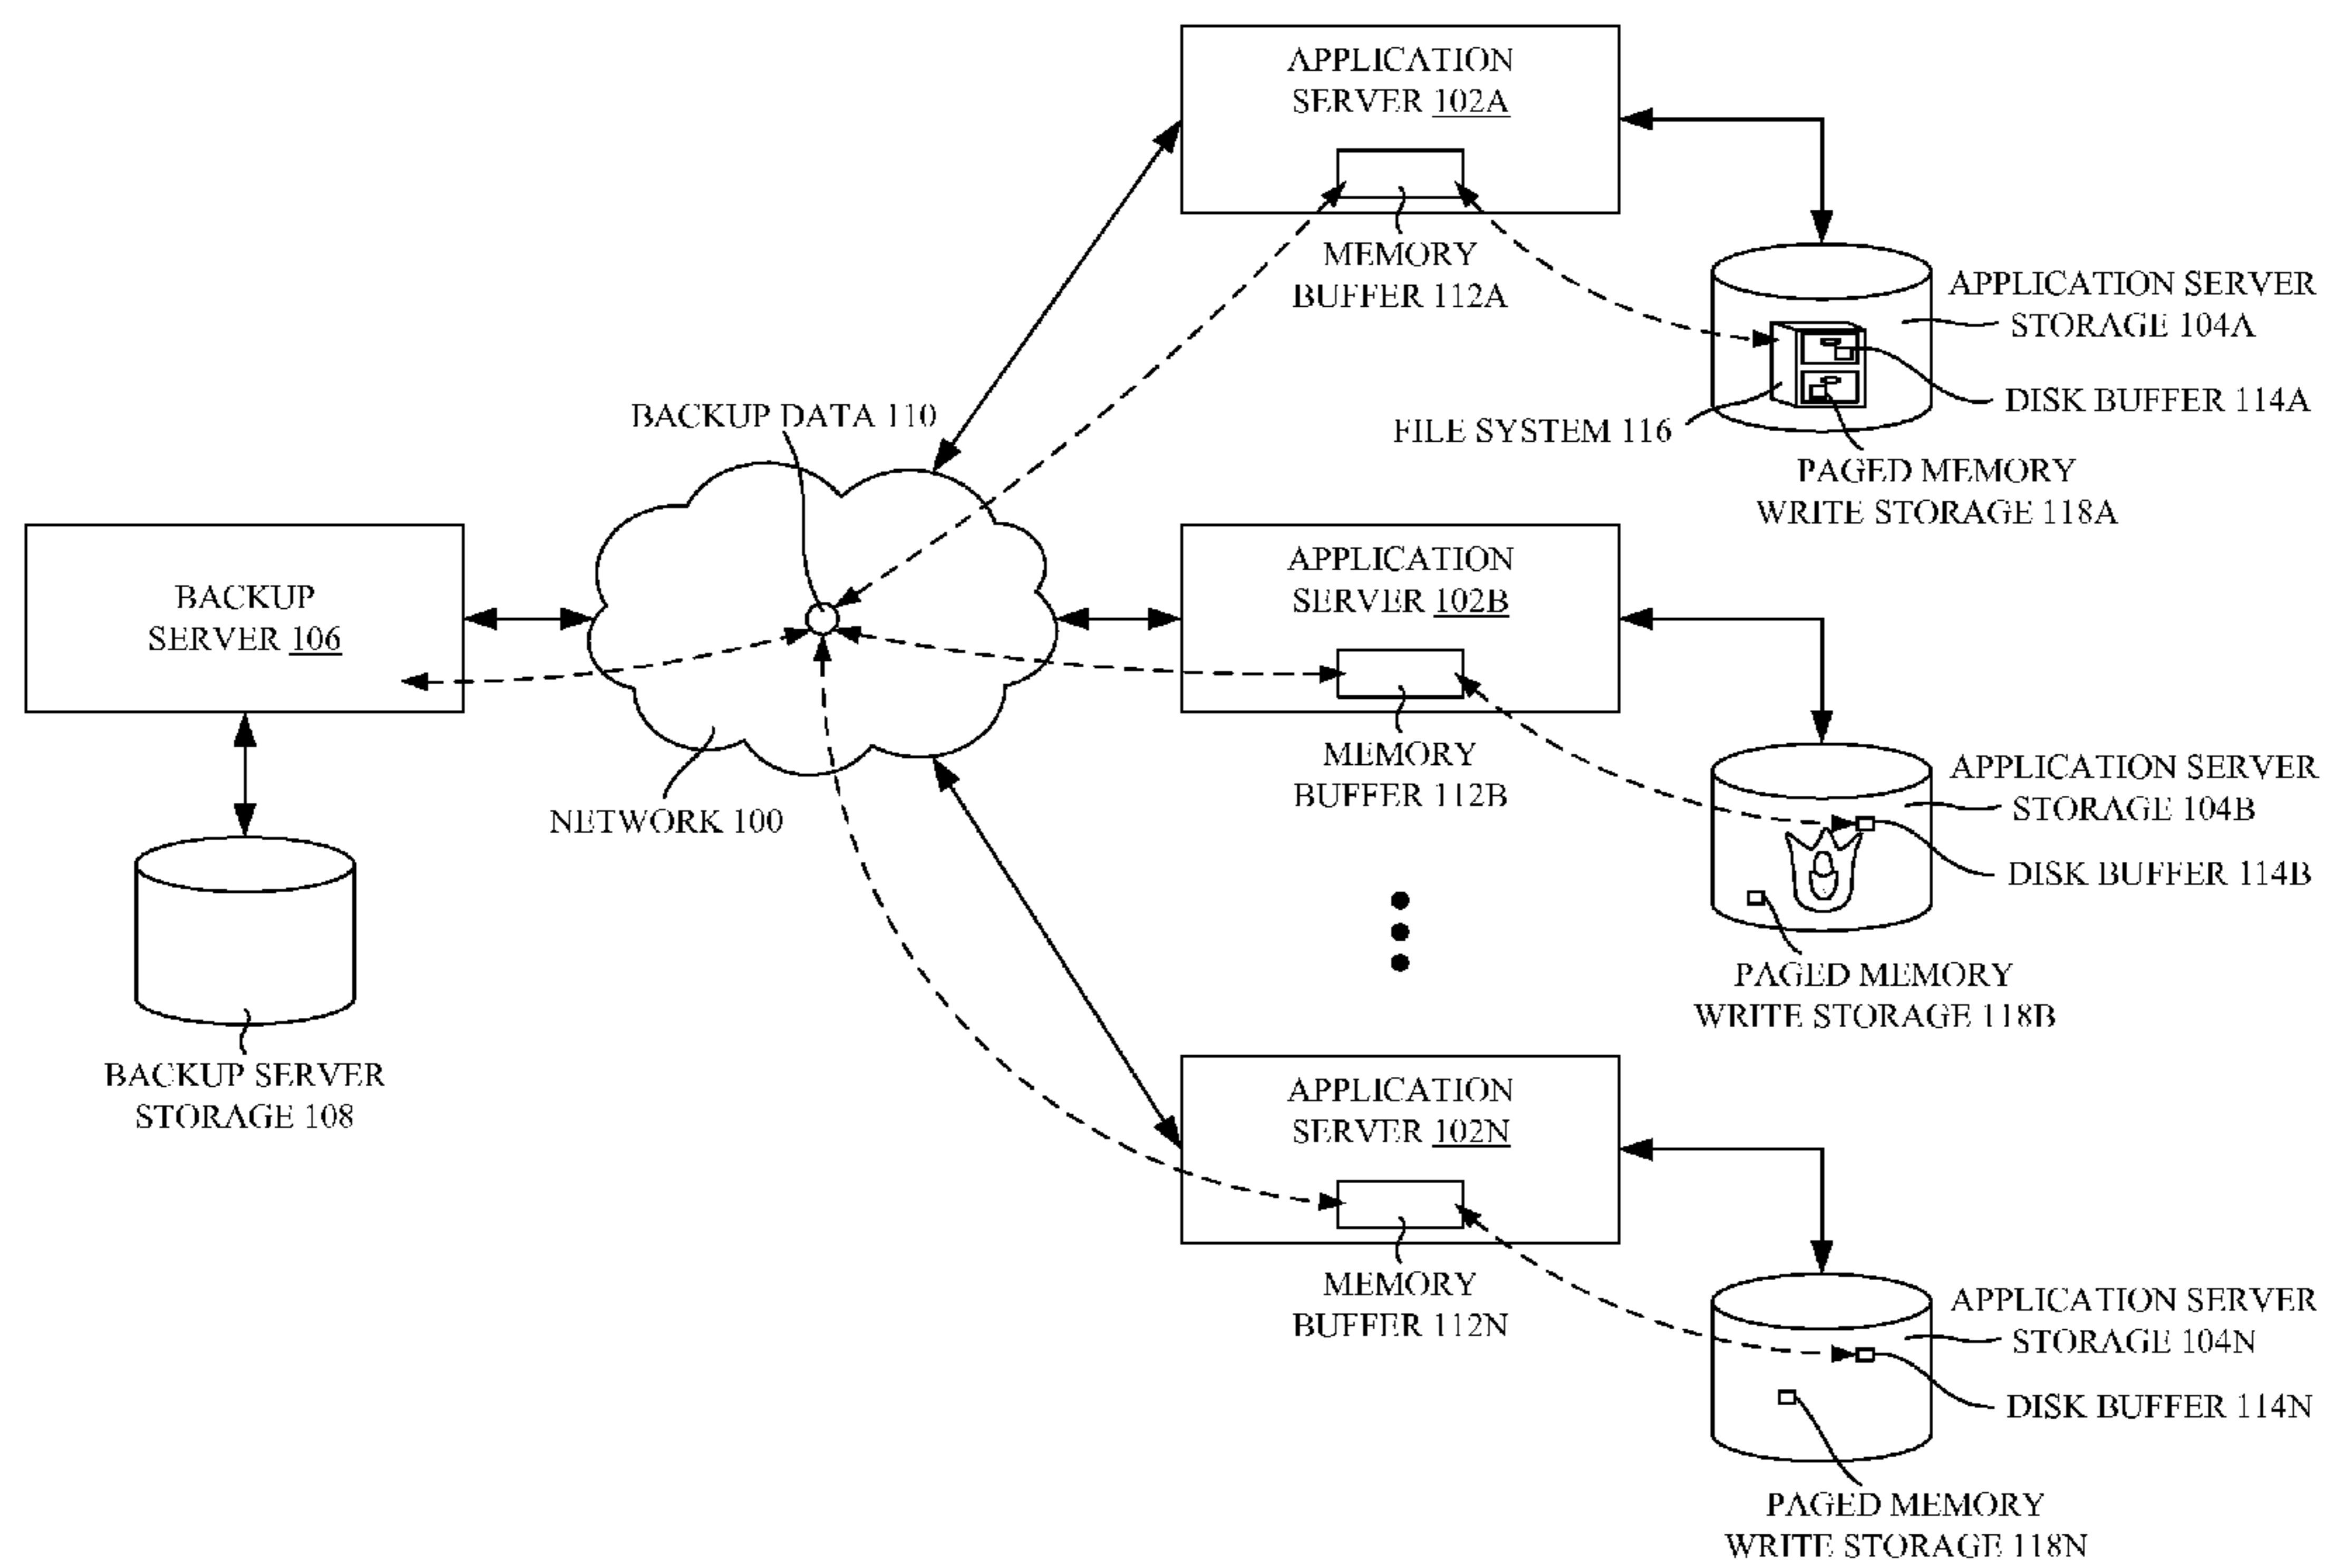 APPLICATION
SERVER 102A
MEMORY
BUFFER 112A
APPLICATION SERVER
STORAGE 104A
DISK BUFFER 114A
FILE SYSTEM 116
PAGED MEMORY
WRITE STORAGE 118A
BACKUP DATA 110
BACKUP
SERVER 106
NETWORK 100
BACKUP SERVER
STORAGE 108
APPLICATION
SERVER 102B
MEMORY
BUFFER 112B
APPLICATION SERVER
STORAGE 104B
DISK BUFFER 114B
PAGED MEMORY
WRITE STORAGE 118B
APPLICATION
SERVER 102N
MEMORY
BUFFER 112N
APPLICATION SERVER
STORAGE 104N
DISK BUFFER 114N
PAGED MEMORY
WRITE STORAGE 118N